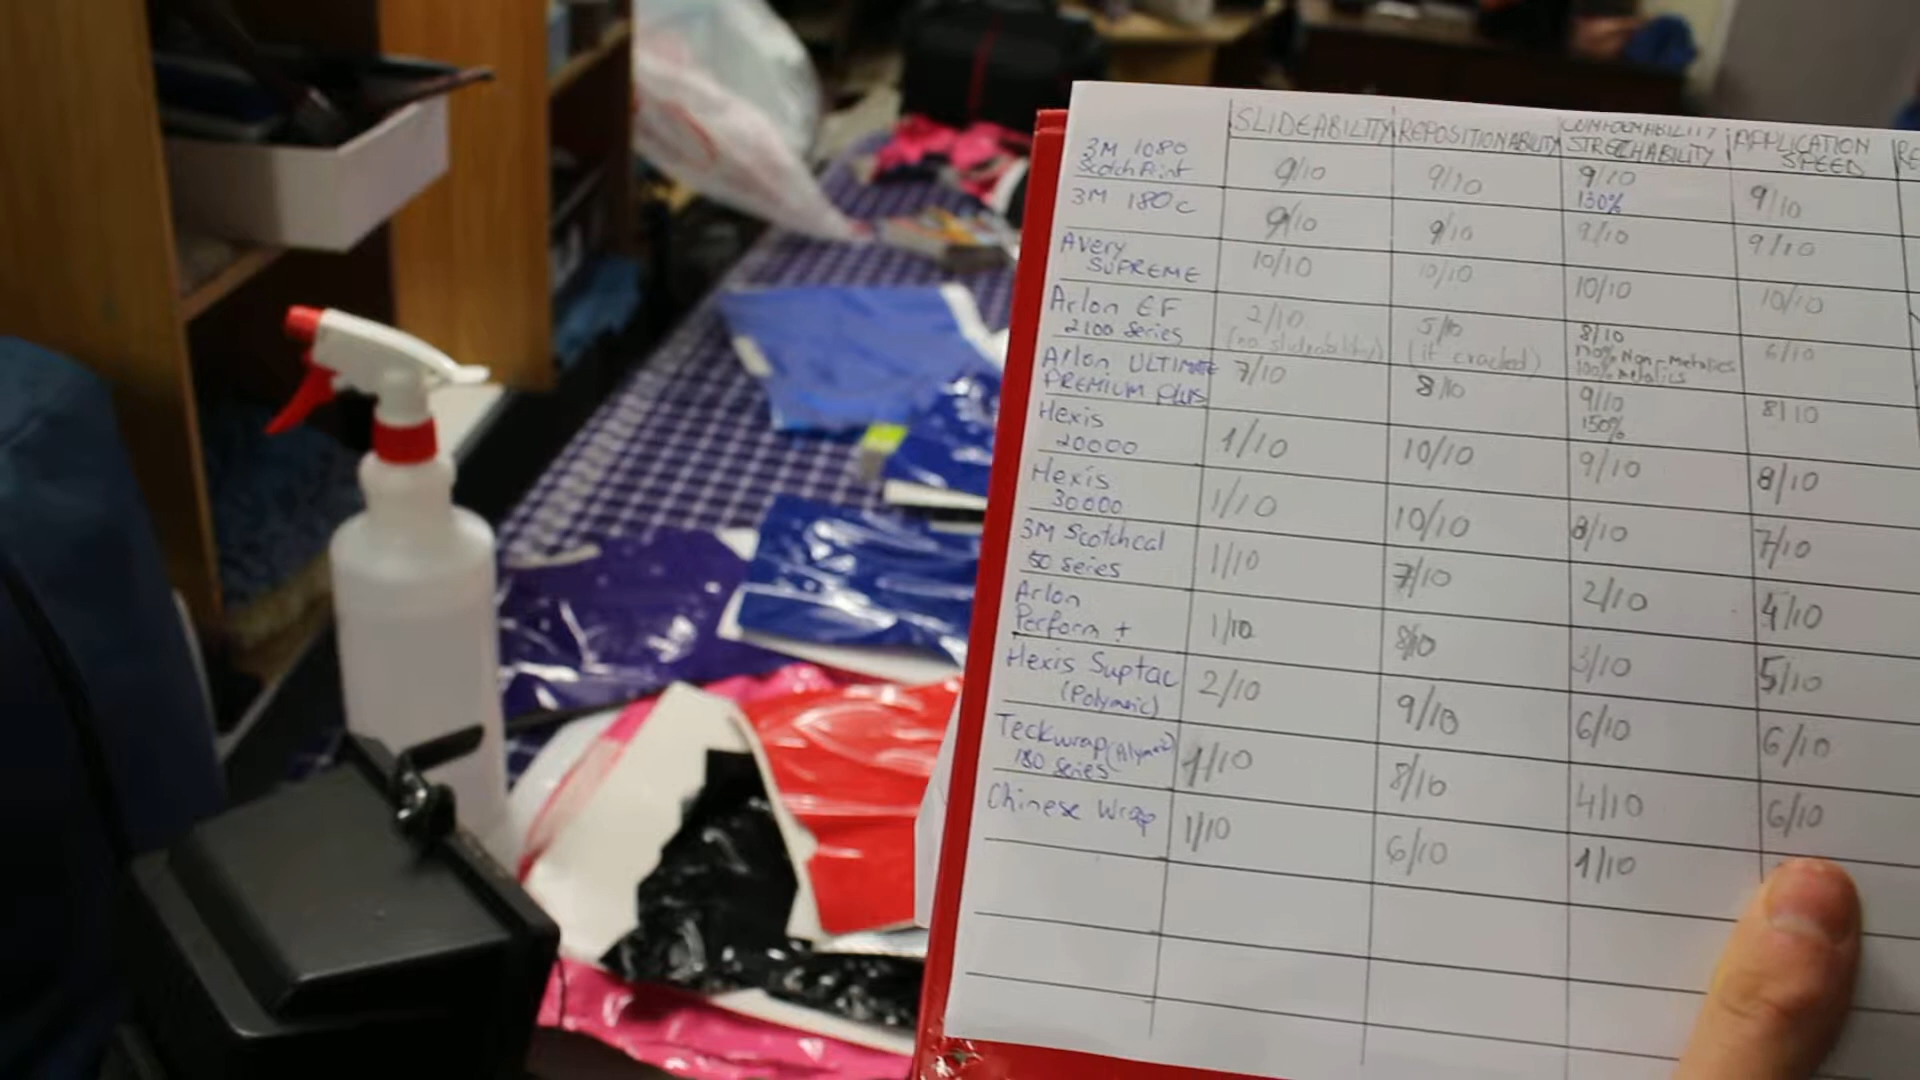 SLIDEABILITY REPOSITIONABILITY CONFORMABILITY STRECHABILITY APPLICATION SPEED RE
3M 1080 ScotchPrint 9/10 9/10 9/10 130% 9/10
3M 180c 9/10 9/10 9/10 9/10
Avery SUPREME 10/10 10/10 10/10 10/10
Arlon EF 2100 Series 2/10 (no slideability) 5/10 (it cracked) 8/10 170% Non-Metalics 100% Metalics 6/10
Arlon ULTIMATE PREMIUM PLUS 7/10 8/10 9/10 150% 8/10
Hexis 20000 1/10 10/10 9/10 8/10
Hexis 30000 1/10 10/10 8/10 7/10
3M Scotchcal 50 series 1/10 7/10 2/10 4/10
Arlon Perform + 1/10 8/10 3/10 5/10
Hexis Suptac 2/10 9/10 6/10 6/10
Teckwrap 180 series 1/10 8/10 4/10 6/10
Chinese Wrap 1/10 6/10 1/10